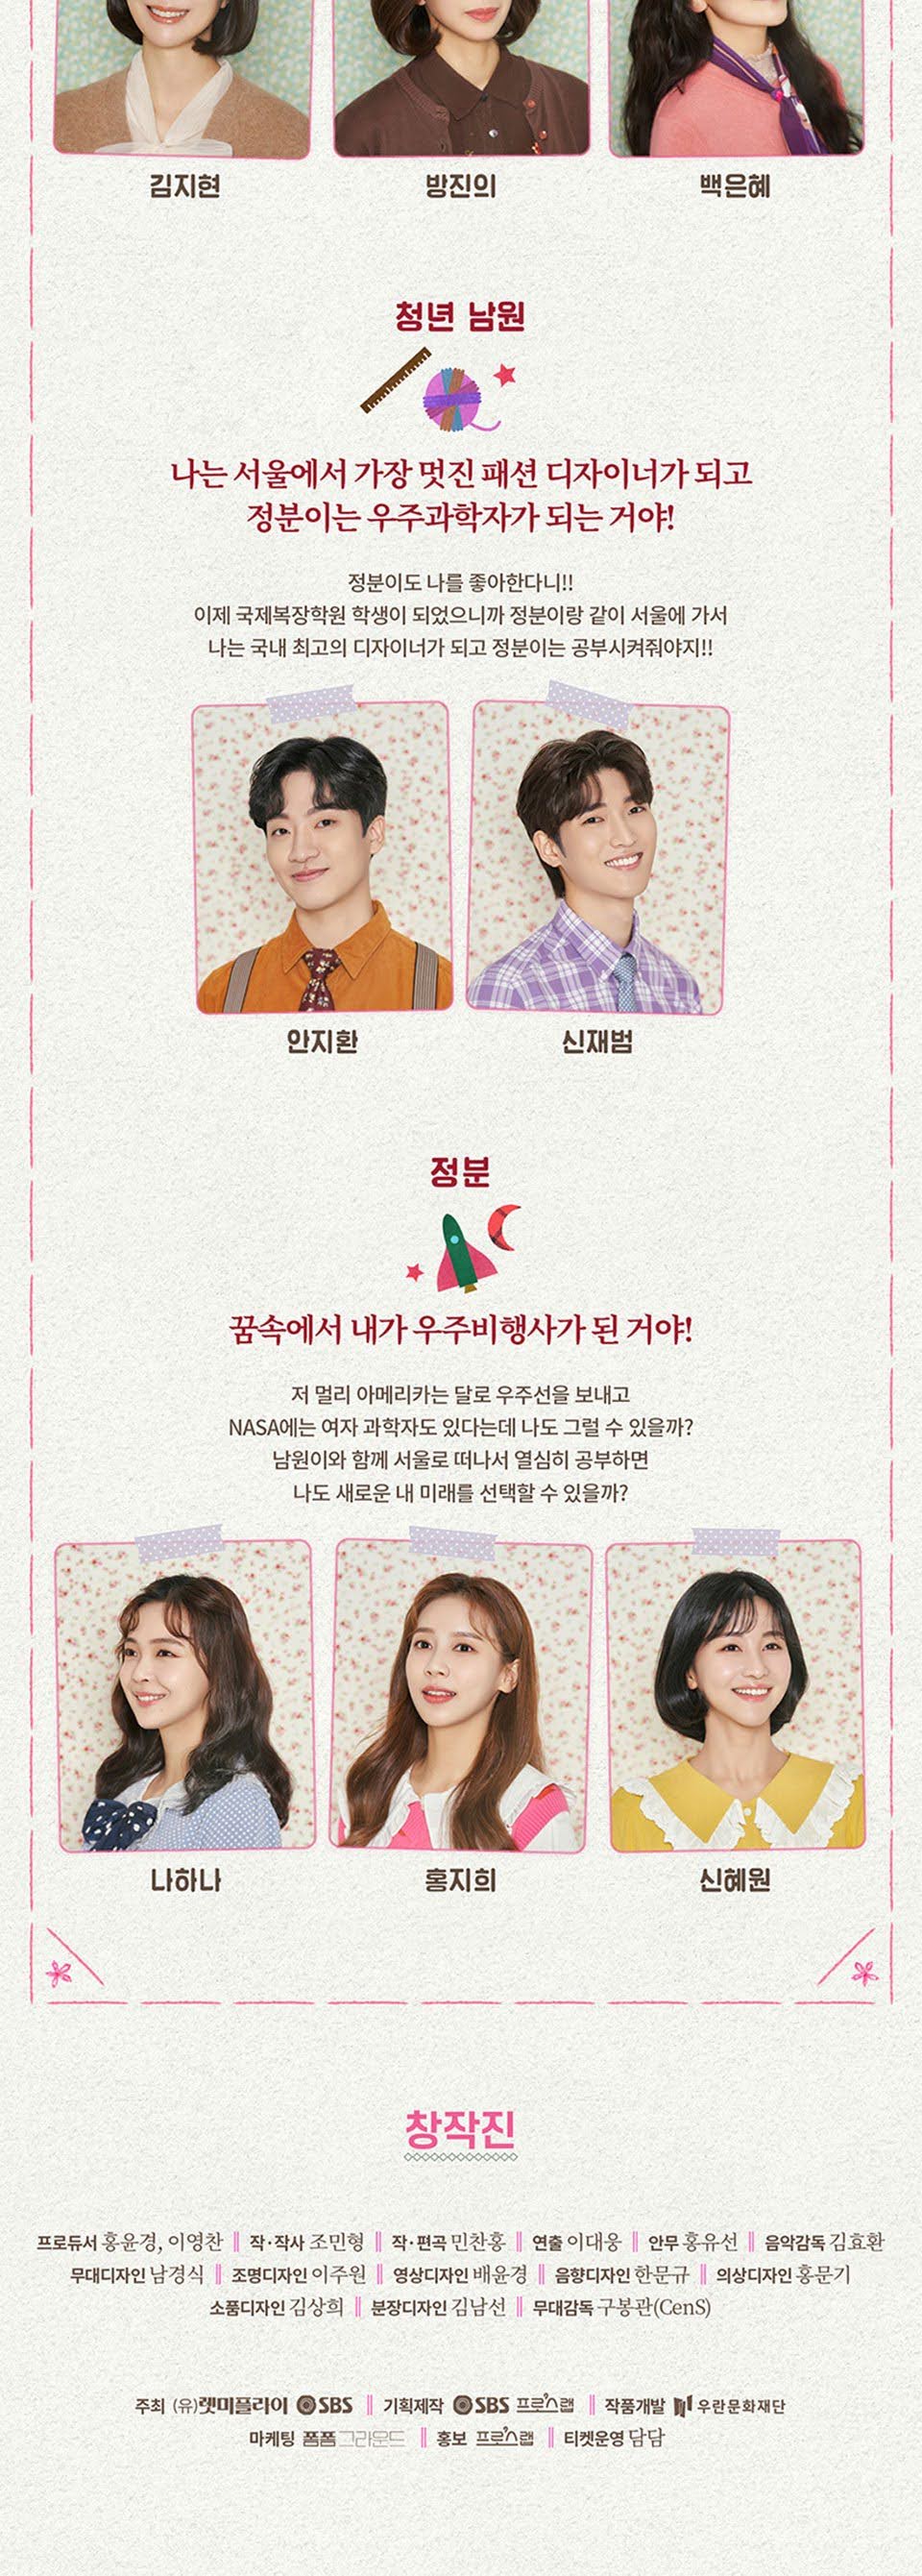 김지현 방진의 백은혜
청년 남원
나는 서울에서 가장 멋진 패션 디자이너가 되고
정분이는 우주과학자가 되는 거야!
정분이도 나를 좋아한다니!!
이제 국제복장학원 학생이 되었으니까 정분이랑 같이 서울에 가서
나는 국내 최고의 디자이너가 되고 정분이는 공부시켜줘야지!!
안지환 신재범
정분
꿈속에서 내가 우주비행사가 된 거야!
저 멀리 아메리카는 달로 우주선을 보내고
NASA에는 여자 과학자도 있다는데 나도 그럴 수 있을까?
남원이와 함께 서울로 떠나서 열심히 공부하면
나도 새로운 내 미래를 선택할 수 있을까?
나하나 홍지희 신혜원
창작진
프로듀서 홍윤경, 이영찬 || 작·작사 조민형 || 작·편곡 민찬홍 || 연출 이대웅 || 안무 홍유선 || 음악감독 김효환
무대디자인 남경식 || 조명디자인 이주원 || 영상디자인 배윤경 || 음향디자인 한문규 || 의상디자인 홍문기
소품디자인 김상희 || 분장디자인 김남선 || 무대감독 구봉관(CenS)
주최 (유)렛미플라이 SBS || 기획제작 SBS 프로스랩 || 작품개발 우란문화재단
마케팅 폼폼그라운드 || 홍보 프로스랩 || 티켓운영 담담